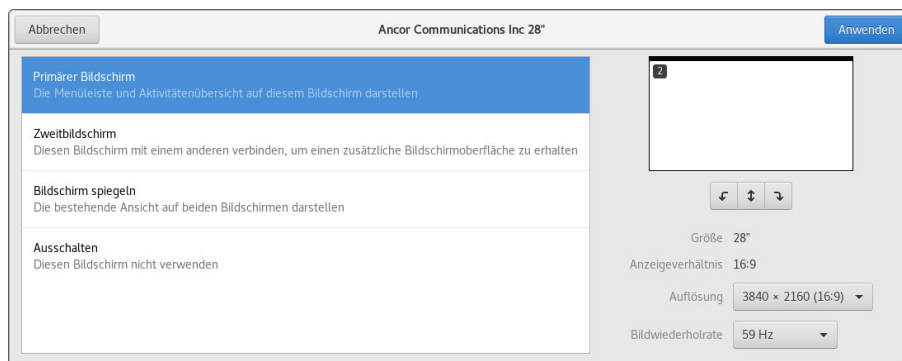 Abbrechen
Ancor Communications Inc 28"
Anwenden
Primärer Bildschirm
Die Menüleiste und Aktivitätenübersicht auf diesem Bildschirm darstellen
Zweitbildschirm
Diesen Bildschirm mit einem anderen verbinden, um einen zusätzliche Bildschirmoberfläche zu erhalten
Bildschirm spiegeln
Die bestehende Ansicht auf beiden Bildschirmen darstellen
Ausschalten
Diesen Bildschirm nicht verwenden
2
Größe 28"
Anzeigeverhältnis 16:9
Auflösung 3840 × 2160 (16:9)
Bildwiederholrate 59 Hz